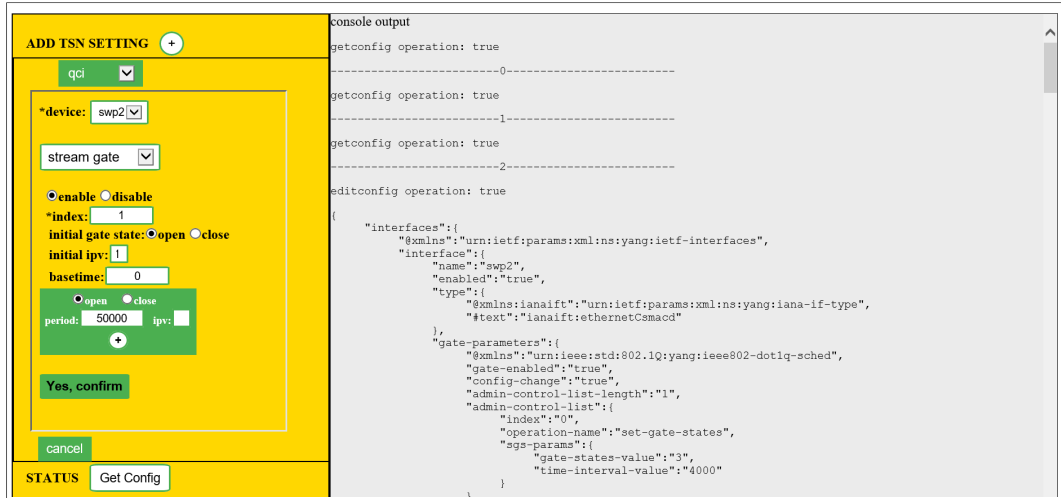 ADD TSN SETTING +
qci
*device: swp2
stream gate
enable disable
*index: 1
initial gate state: open close
initial ipv: 1
basetime: 0
open close
period: 50000 ipv:
+
Yes, confirm
cancel
STATUS Get Config
console output
getconfig operation: true
-------------------------0-------------------------
getconfig operation: true
-------------------------1-------------------------
getconfig operation: true
-------------------------2-------------------------
editconfig operation: true
{
"interfaces":{
"@xmlns":"urn:ietf:params:xml:ns:yang:ietf-interfaces",
"interface":{
"name":"swp2",
"enabled":"true",
"type":{
"@xmlns:ianaift":"urn:ietf:params:xml:ns:yang:iana-if-type",
"#text":"ianaift:ethernetCsmacd"
},
"gate-parameters":{
"@xmlns":"urn:ieee:std:802.1Q:yang:ieee802-dot1q-sched",
"gate-enabled":"true",
"config-change":"true",
"admin-control-list-length":"1",
"admin-control-list":{
"index":"0",
"operation-name":"set-gate-states",
"sgs-params":{
"gate-states-value":"3",
"time-interval-value":"4000"
}
}